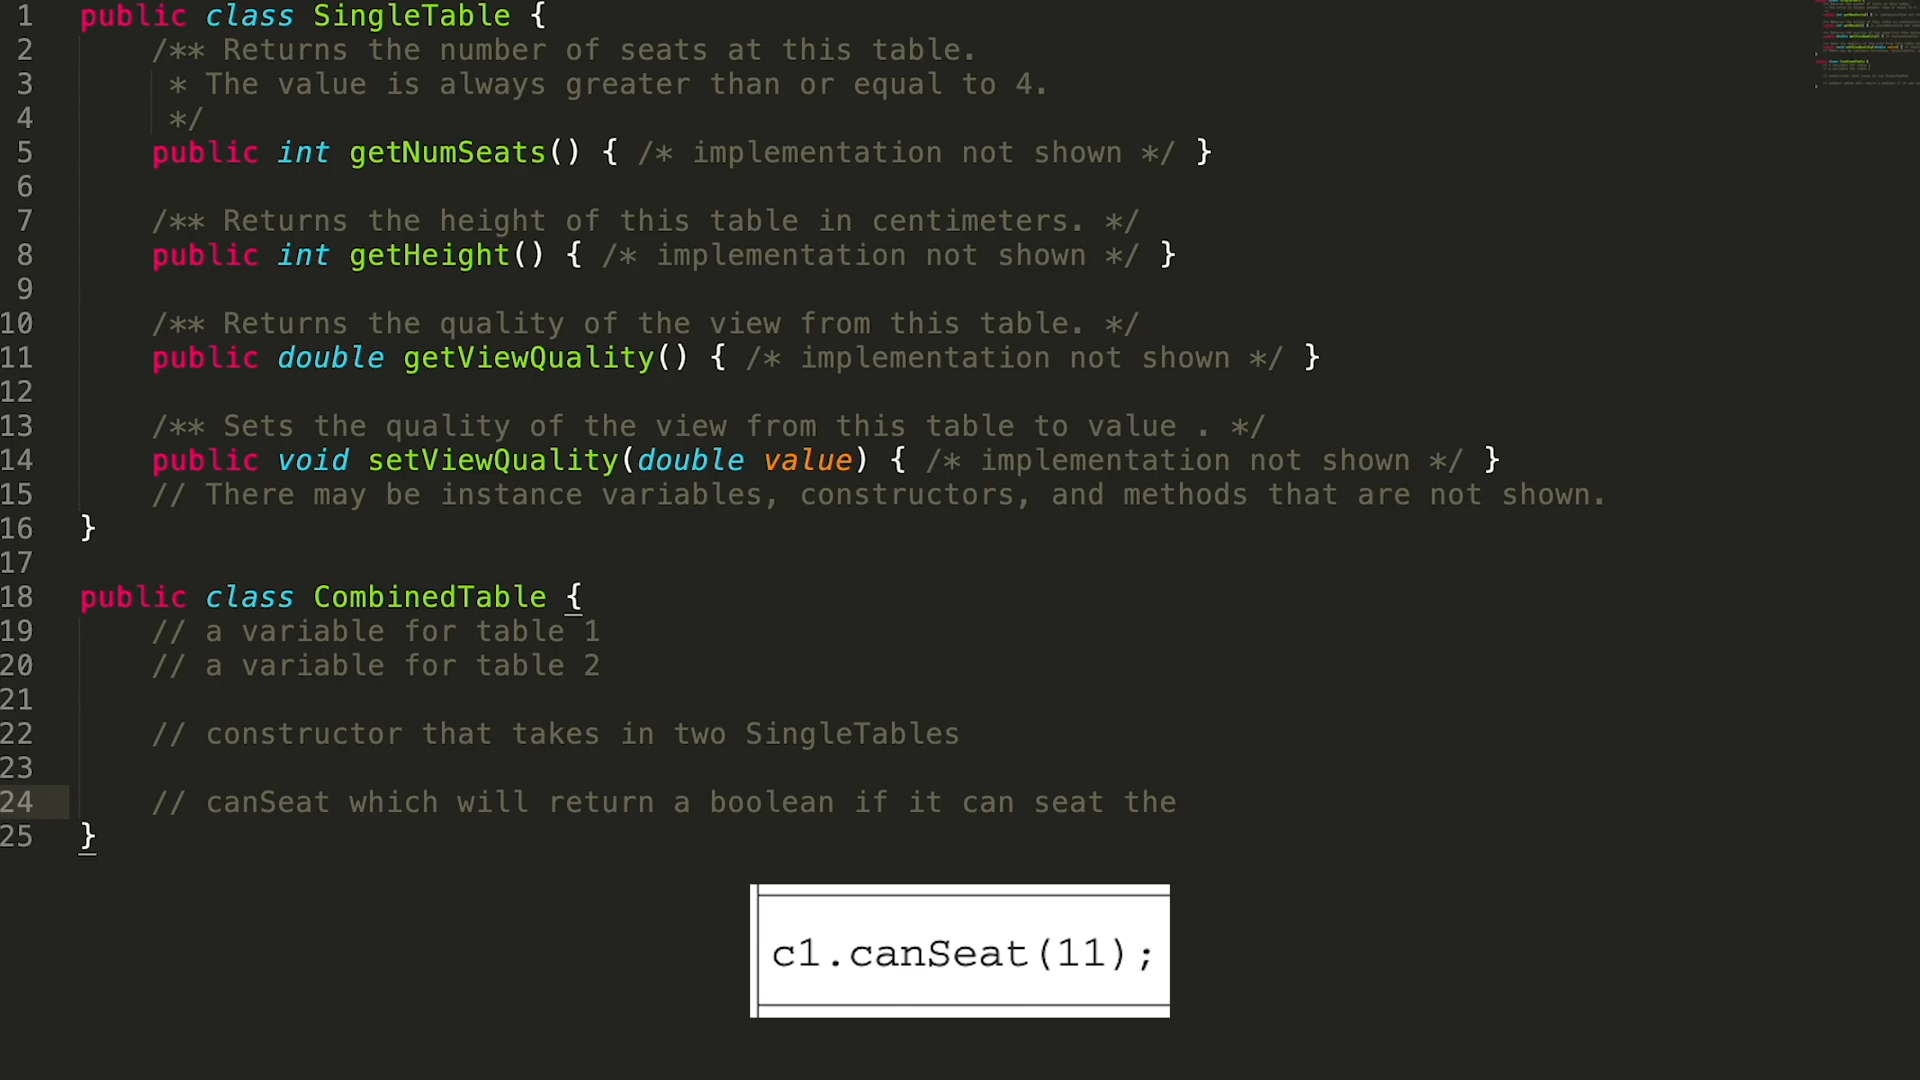 1 public class SingleTable {
2 /** Returns the number of seats at this table.
3 * The value is always greater than or equal to 4.
4 */
5 public int getNumSeats() { /* implementation not shown */ }
6
7 /** Returns the height of this table in centimeters. */
8 public int getHeight() { /* implementation not shown */ }
9
10 /** Returns the quality of the view from this table. */
11 public double getViewQuality() { /* implementation not shown */ }
12
13 /** Sets the quality of the view from this table to value . */
14 public void setViewQuality(double value) { /* implementation not shown */ }
15 // There may be instance variables, constructors, and methods that are not shown.
16 }
17
18 public class CombinedTable {
19 // a variable for table 1
20 // a variable for table 2
21
22 // constructor that takes in two SingleTables
23
24 // canSeat which will return a boolean if it can seat the
25 }
c1.canSeat(11);